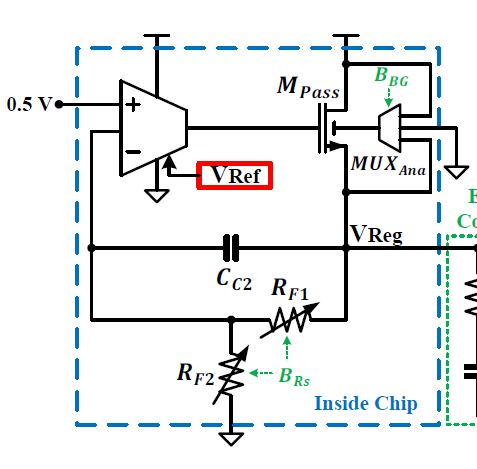 B_BG
M_Pass
0.5 V
+
−
MUX_Ana
VRef
VReg
C_C2
R_F1
R_F2
B_Rs
Inside Chip